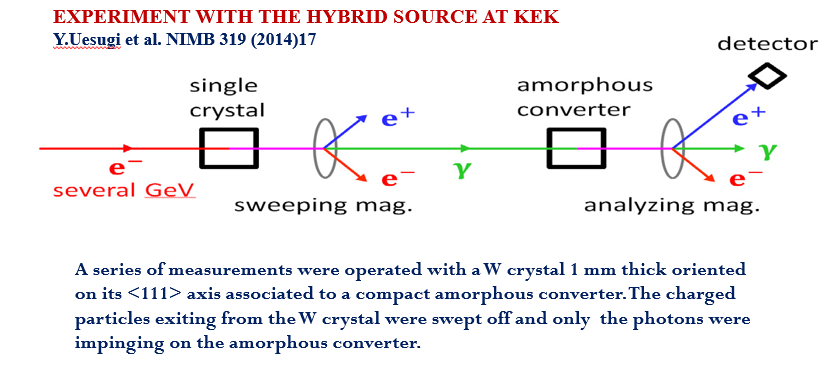 EXPERIMENT WITH THE HYBRID SOURCE AT KEK
Y.Uesugi et al. NIMB 319 (2014)17
detector
single
crystal
amorphous
converter
e+
e+
e−
several GeV
γ
γ
e−
e−
sweeping mag.
analyzing mag.
A series of measurements were operated with a W crystal 1 mm thick oriented
on its <111> axis associated to a compact amorphous converter. The charged
particles exiting from the W crystal were swept off and only the photons were
impinging on the amorphous converter.